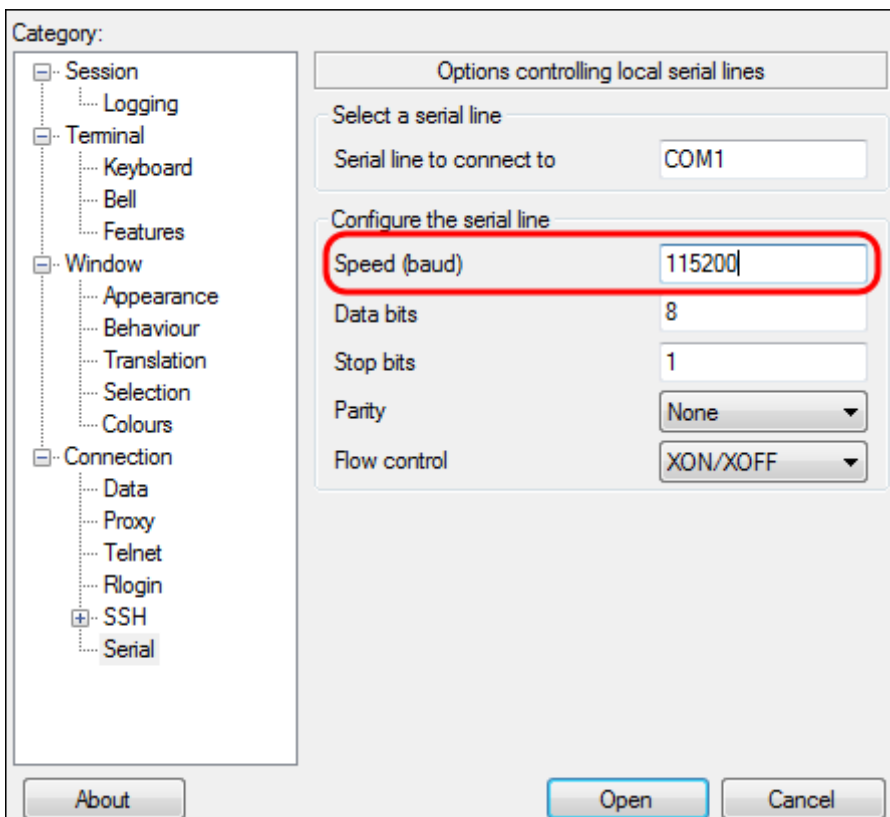 Category:
Session
Logging
Terminal
Keyboard
Bell
Features
Window
Appearance
Behaviour
Translation
Selection
Colours
Connection
Data
Proxy
Telnet
Rlogin
SSH
Serial
Options controlling local serial lines
Select a serial line
Serial line to connect to COM1
Configure the serial line
Speed (baud) 115200
Data bits 8
Stop bits 1
Parity None
Flow control XON/XOFF
About Open Cancel